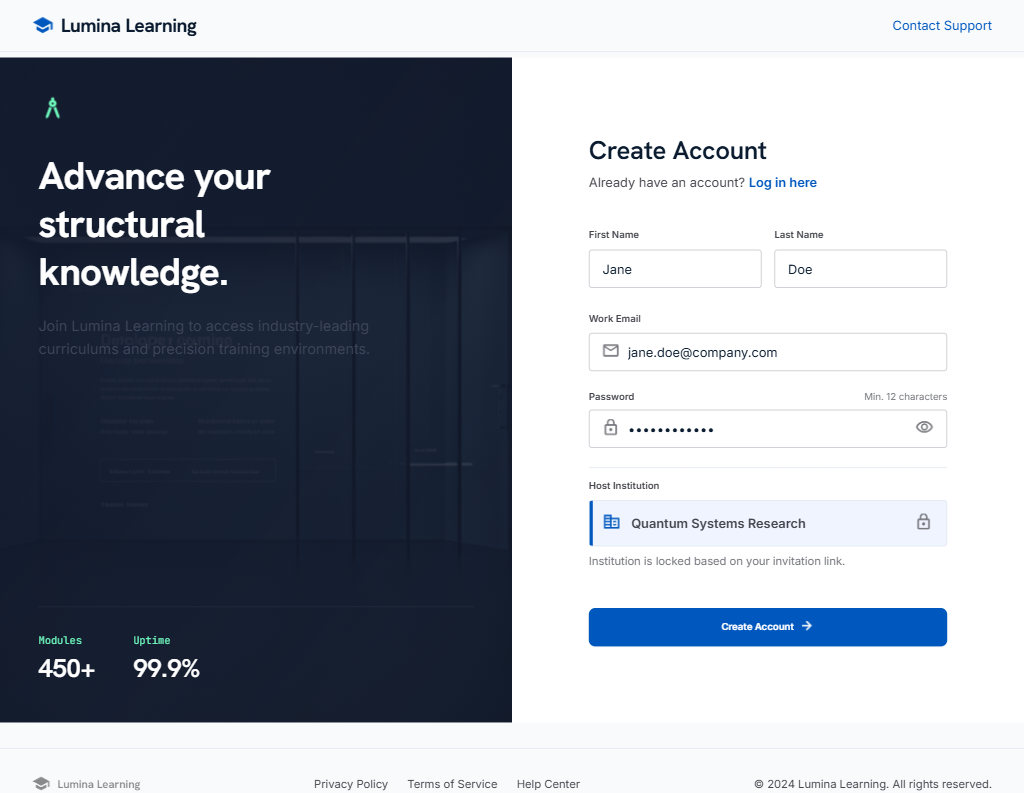 Lumina Learning
Contact Support
Advance your
structural
knowledge.
Join Lumina Learning to access industry-leading
curriculums and precision training environments.
Modules
450+
Uptime
99.9%
Create Account
Already have an account? Log in here
First Name
Last Name
Jane
Doe
Work Email
jane.doe@company.com
Password
Min. 12 characters
••••••••••••
Host Institution
Quantum Systems Research
Institution is locked based on your invitation link.
Create Account
Lumina Learning
Privacy Policy
Terms of Service
Help Center
© 2024 Lumina Learning. All rights reserved.